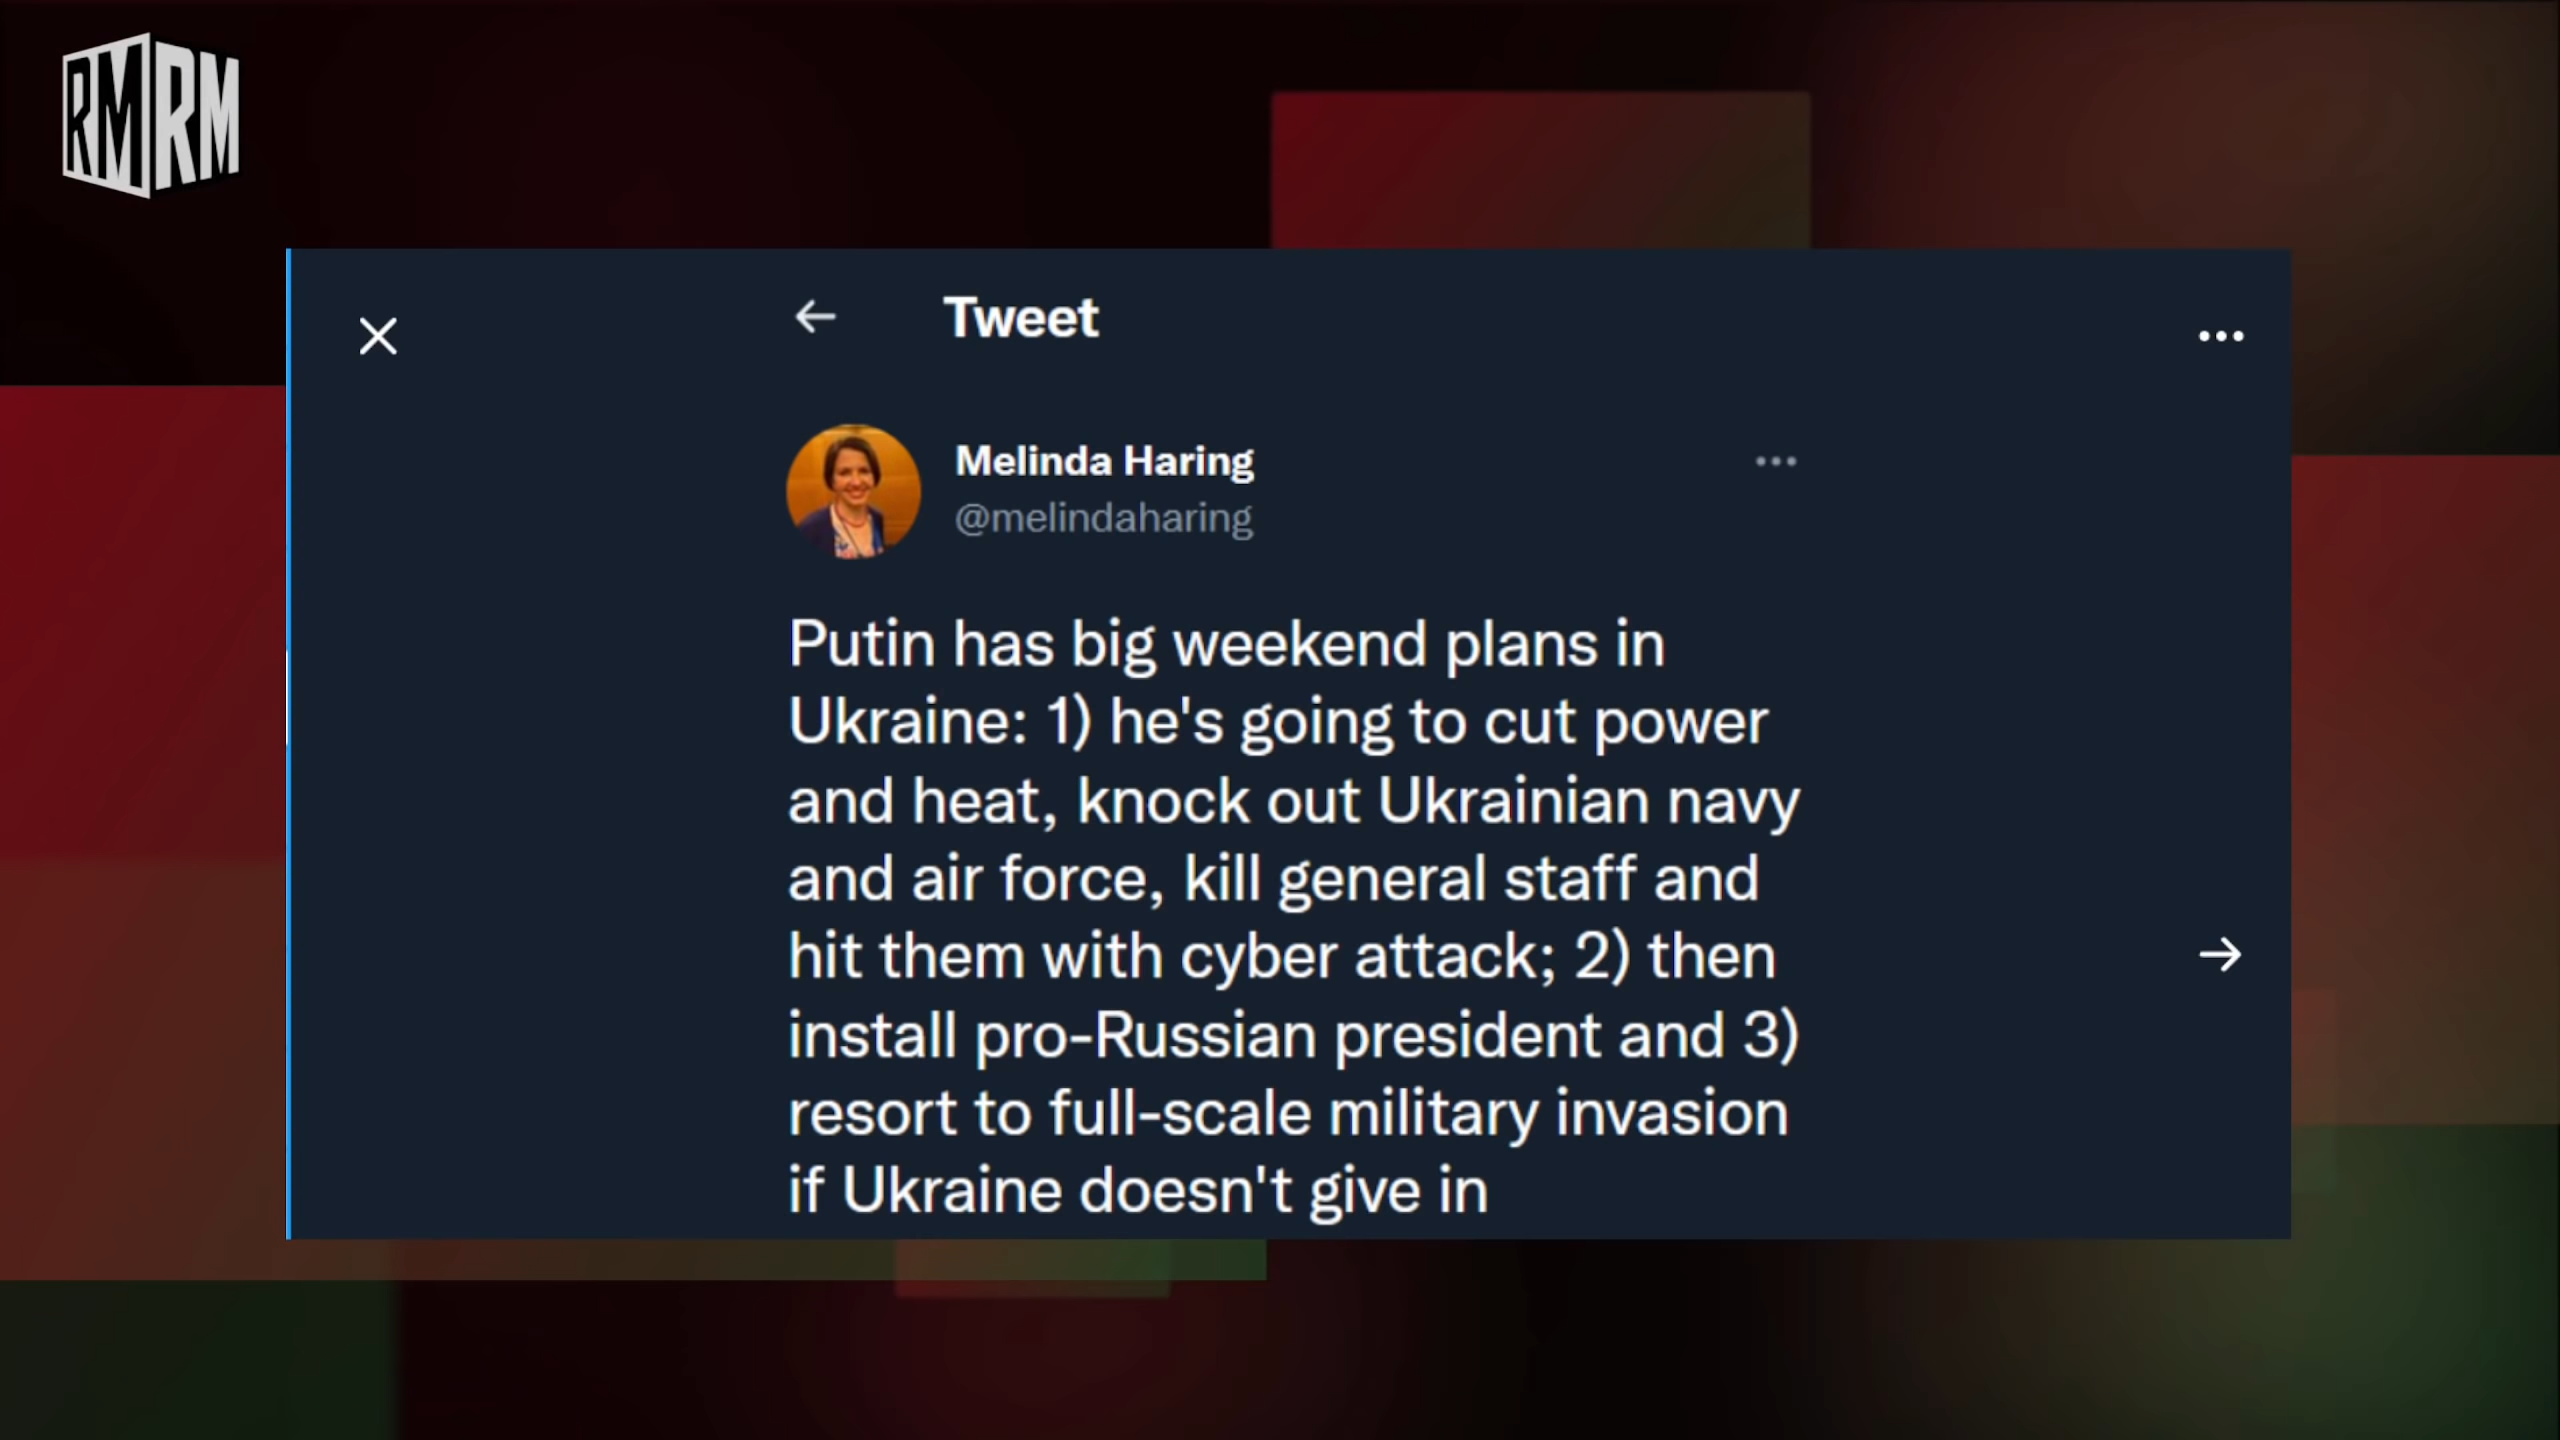 RMRM
Tweet
Melinda Haring
@melindaharing
Putin has big weekend plans in
Ukraine: 1) he's going to cut power
and heat, knock out Ukrainian navy
and air force, kill general staff and
hit them with cyber attack; 2) then
install pro-Russian president and 3)
resort to full-scale military invasion
if Ukraine doesn't give in